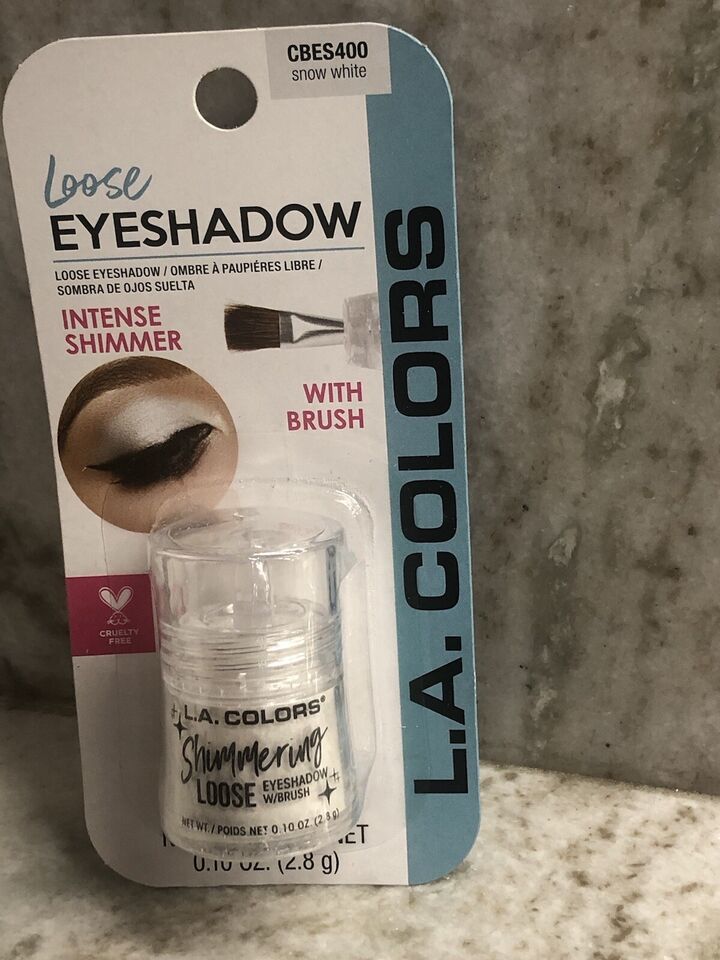 CBES400
snow white
Loose
EYESHADOW
LOOSE EYESHADOW / OMBRE À PAUPIÉRES LIBRE /
SOMBRA DE OJOS SUELTA
INTENSE
SHIMMER
WITH
BRUSH
L.A. COLORS
CRUELTY
FREE
L.A. COLORS®
Shimmering
LOOSE EYESHADOW
W/BRUSH
NET WT. / POIDS NET 0.10 OZ. (2.8 g)
0.10 OZ. (2.8 g)